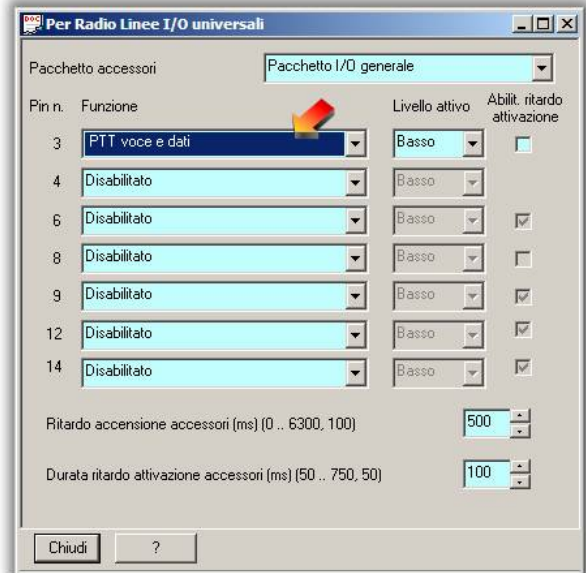 Per Radio Linee I/O universali
Pacchetto accessori Pacchetto I/O generale
Pin n. Funzione Livello attivo Abilit. ritardo attivazione
3 PTT voce e dati Basso
4 Disabilitato Basso
6 Disabilitato Basso
8 Disabilitato Basso
9 Disabilitato Basso
12 Disabilitato Basso
14 Disabilitato Basso
Ritardo accensione accessori (ms) (0 .. 6300, 100) 500
Durata ritardo attivazione accessori (ms) (50 .. 750, 50) 100
Chiudi ?